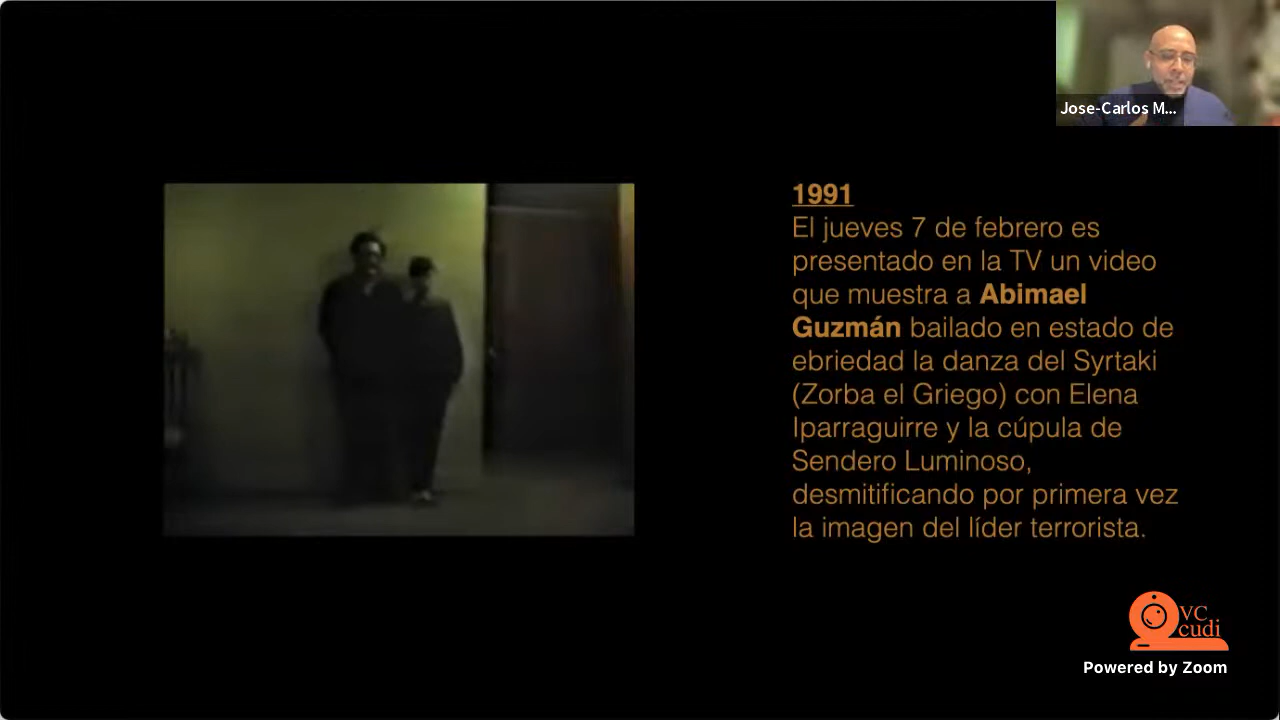 Jose-Carlos M...
1991
El jueves 7 de febrero es
presentado en la TV un video
que muestra a Abimael
Guzmán bailado en estado de
ebriedad la danza del Syrtaki
(Zorba el Griego) con Elena
Iparraguirre y la cúpula de
Sendero Luminoso,
desmitificando por primera vez
la imagen del líder terrorista.
VC
cudi
Powered by Zoom